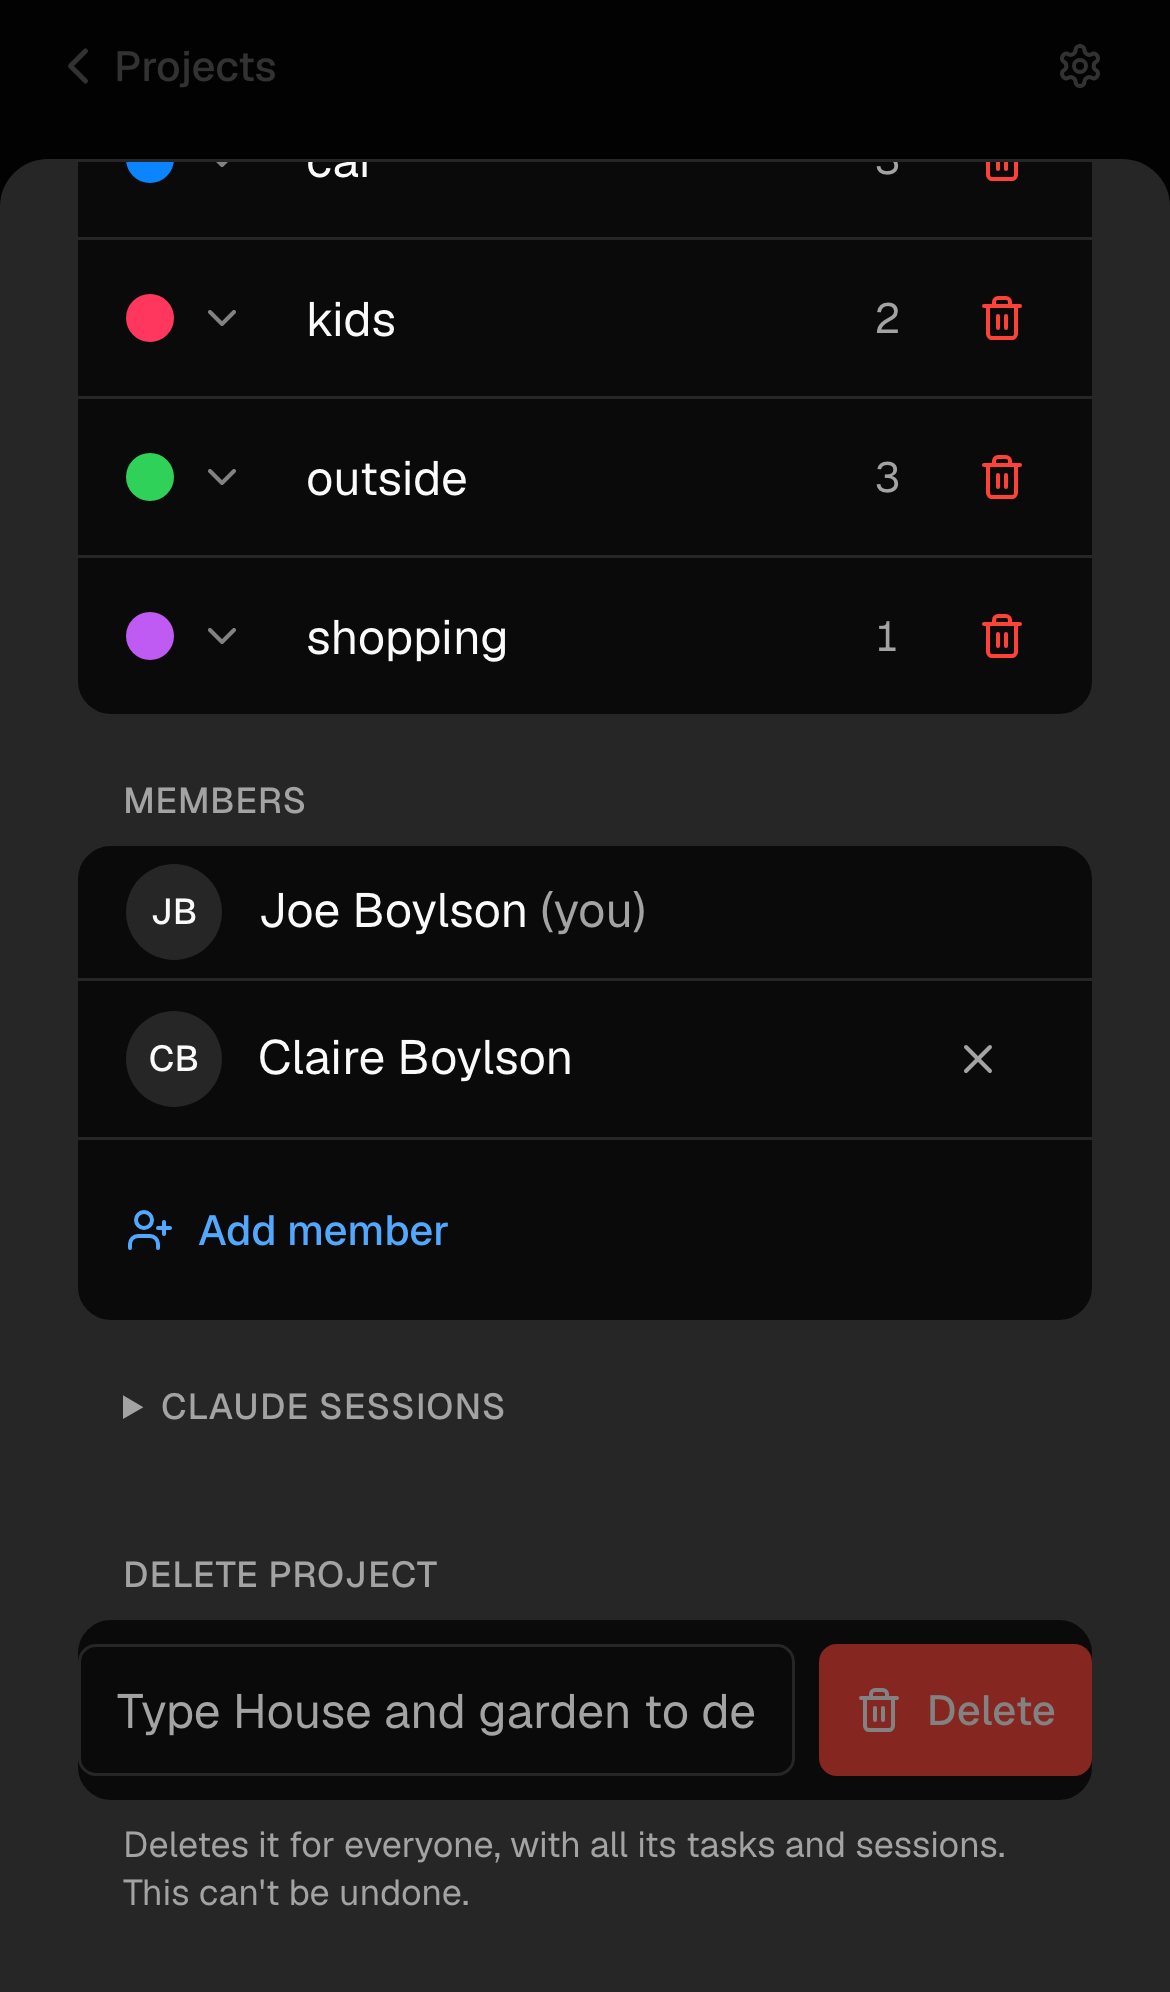 Projects
car
kids 2
outside 3
shopping 1
MEMBERS
JB Joe Boylson (you)
CB Claire Boylson
Add member
CLAUDE SESSIONS
DELETE PROJECT
Type House and garden to de
Delete
Deletes it for everyone, with all its tasks and sessions.
This can't be undone.